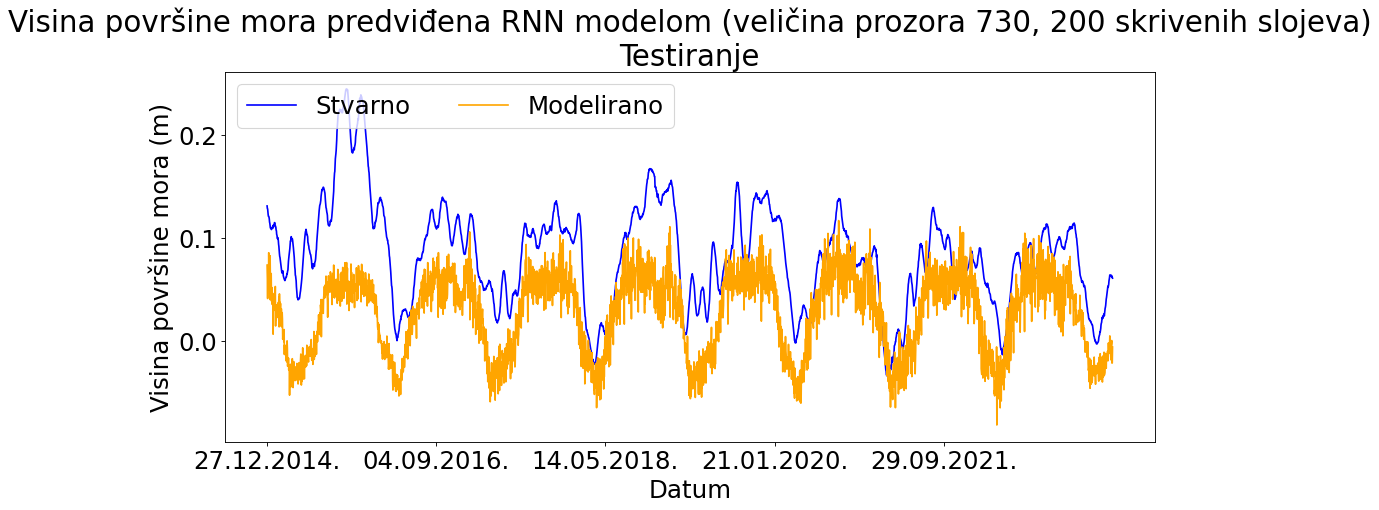 Visina površine mora predviđena RNN modelom (veličina prozora 730, 200 skrivenih slojeva)
Testiranje
Stvarno Modelirano
Visina površine mora (m)
0.2
0.1
0.0
27.12.2014. 04.09.2016. 14.05.2018. 21.01.2020. 29.09.2021.
Datum